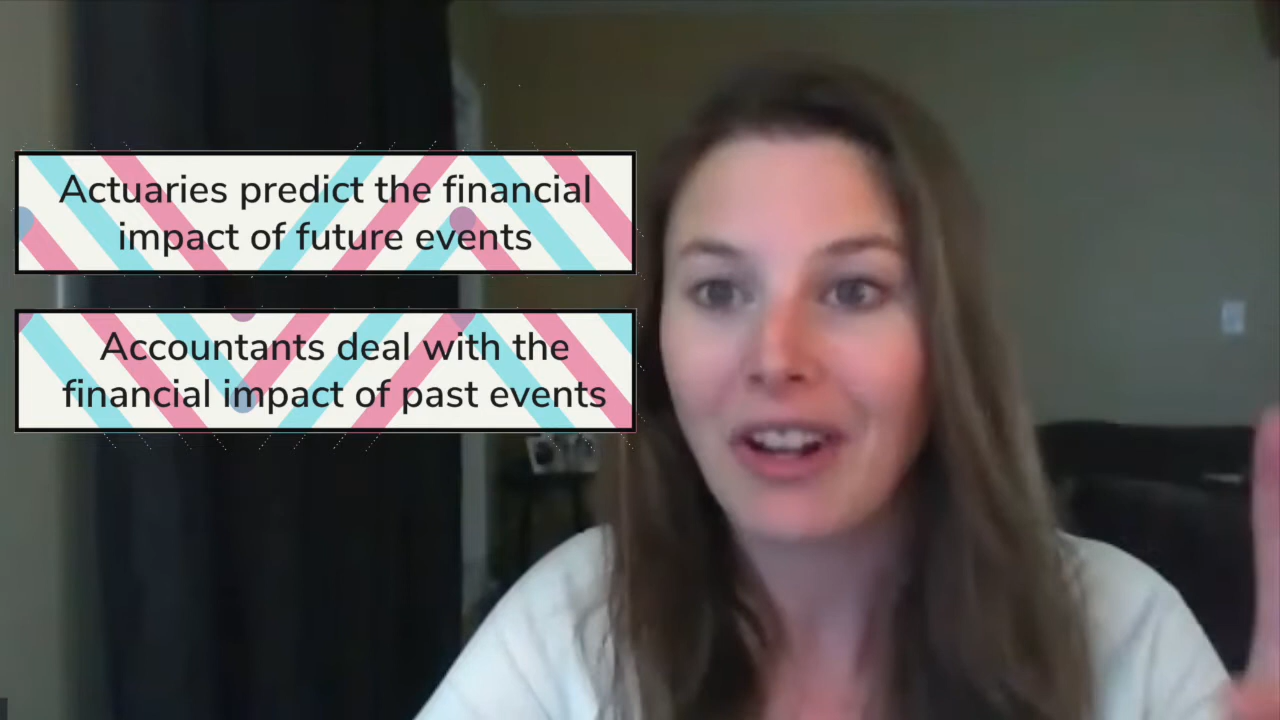 Actuaries predict the financial
impact of future events
Accountants deal with the
financial impact of past events